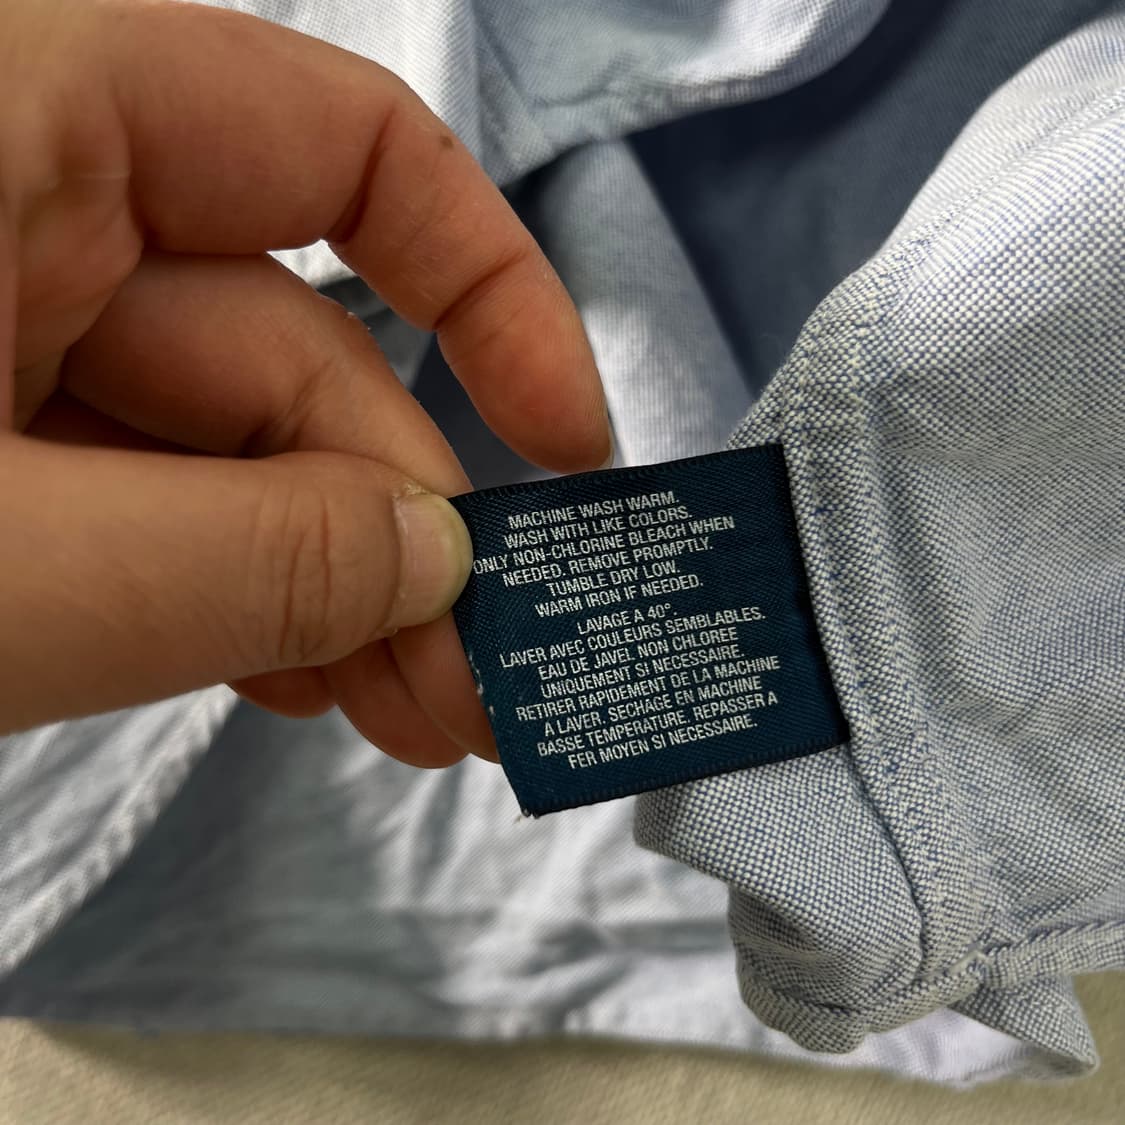 MACHINE WASH WARM.
WASH WITH LIKE COLORS.
ONLY NON-CHLORINE BLEACH WHEN
NEEDED. REMOVE PROMPTLY.
TUMBLE DRY LOW.
WARM IRON IF NEEDED.
LAVAGE A 40°.
LAVER AVEC COULEURS SEMBLABLES.
EAU DE JAVEL NON CHLOREE
UNIQUEMENT SI NECESSAIRE.
RETIRER RAPIDEMENT DE LA MACHINE
A LAVER. SECHAGE EN MACHINE
BASSE TEMPERATURE. REPASSER A
FER MOYEN SI NECESSAIRE.